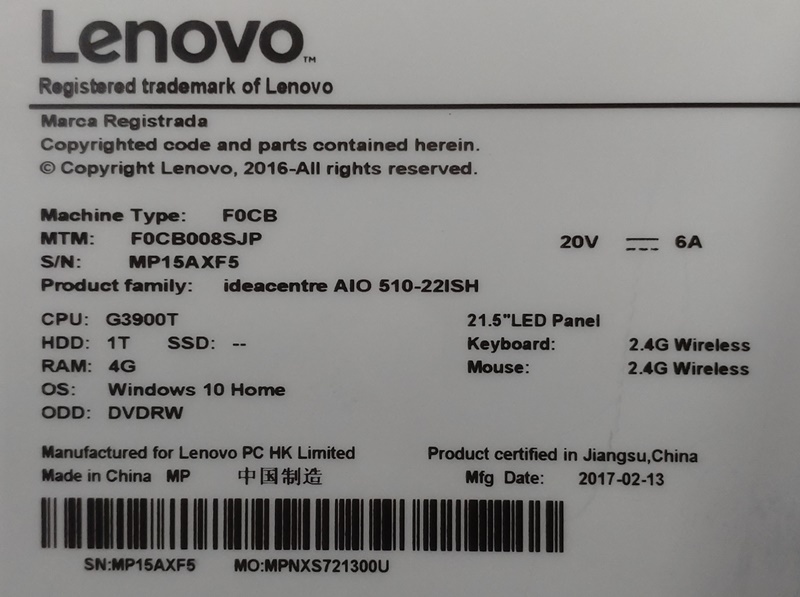 Lenovo™
Registered trademark of Lenovo
Marca Registrada
Copyrighted code and parts contained herein.
© Copyright Lenovo, 2016-All rights reserved.
Machine Type: F0CB
MTM: F0CB008SJP 20V ⎓ 6A
S/N: MP15AXF5
Product family: ideacentre AIO 510-22ISH
CPU: G3900T 21.5"LED Panel
HDD: 1T SSD: -- Keyboard: 2.4G Wireless
RAM: 4G Mouse: 2.4G Wireless
OS: Windows 10 Home
ODD: DVDRW
Manufactured for Lenovo PC HK Limited Product certified in Jiangsu,China
Made in China MP 中国制造 Mfg Date: 2017-02-13
SN:MP15AXF5 MO:MPNXS721300U